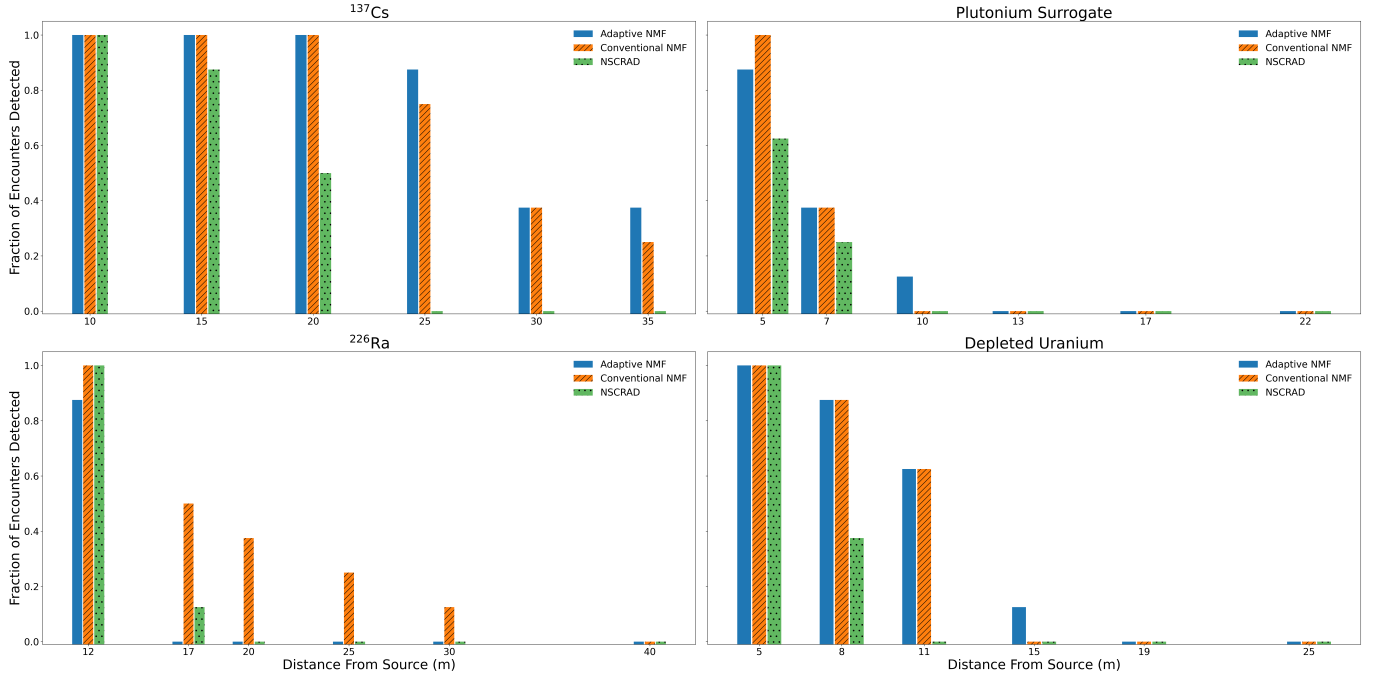 ¹³⁷Cs
Fraction of Encounters Detected
1.0
0.8
0.6
0.4
0.2
0.0
Adaptive NMF
Conventional NMF
NSCRAD
10 15 20 25 30 35
Plutonium Surrogate
Adaptive NMF
Conventional NMF
NSCRAD
5 7 10 13 17 22
²²⁶Ra
Fraction of Encounters Detected
1.0
0.8
0.6
0.4
0.2
0.0
Adaptive NMF
Conventional NMF
NSCRAD
12 17 20 25 30 40
Distance From Source (m)
Depleted Uranium
Adaptive NMF
Conventional NMF
NSCRAD
5 8 11 15 19 25
Distance From Source (m)